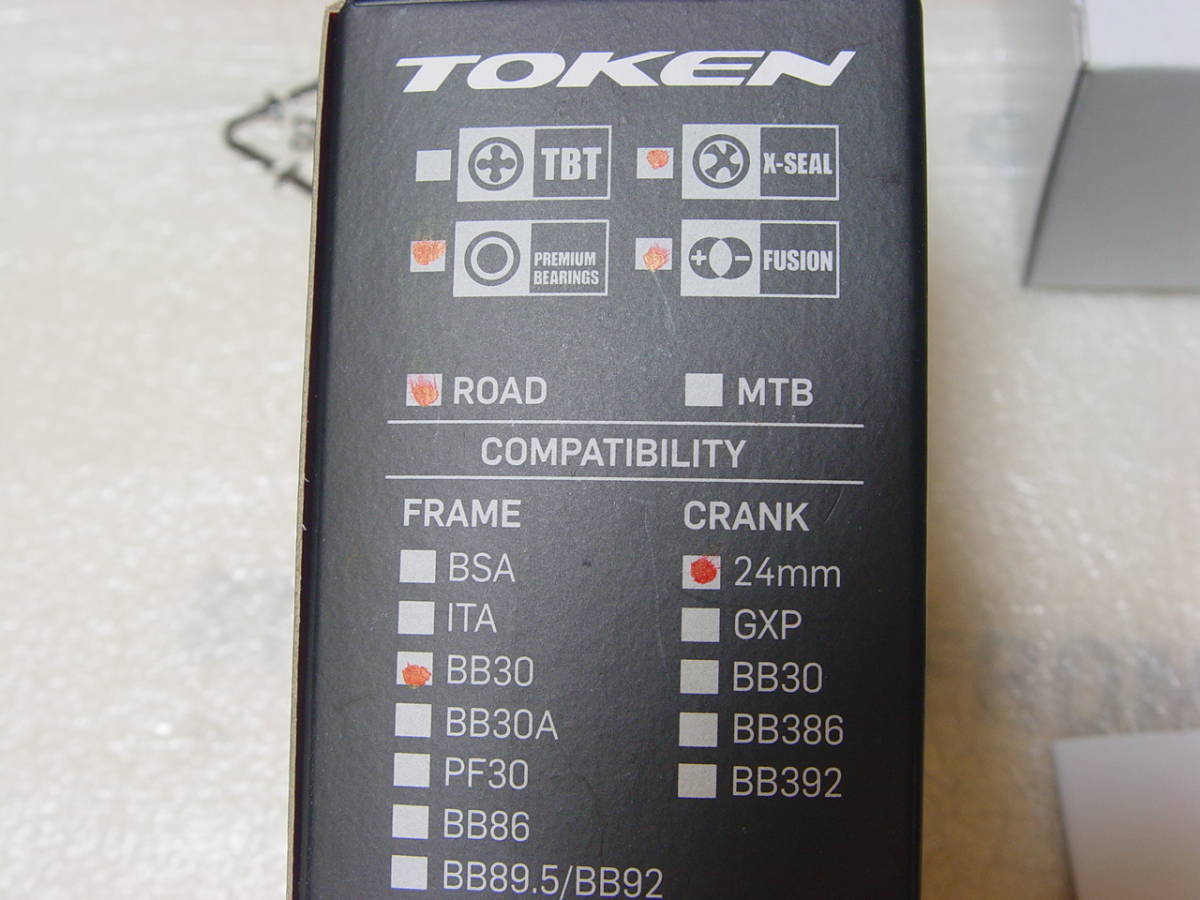 TOKEN
TBT X-SEAL
PREMIUM
BEARINGS
+ - FUSION
ROAD MTB
COMPATIBILITY
FRAME CRANK
BSA 24mm
ITA GXP
BB30 BB30
BB30A BB386
PF30 BB392
BB86
BB89.5/BB92